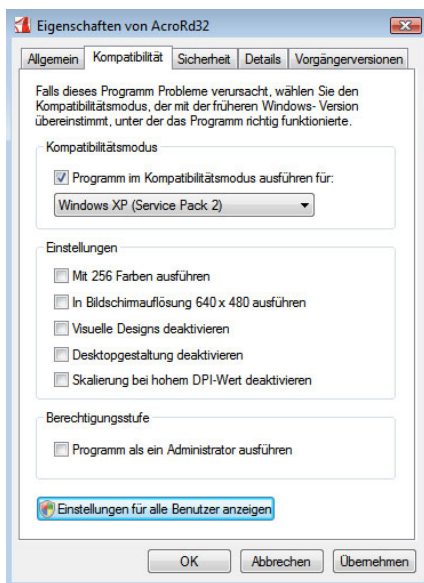 Eigenschaften von AcroRd32
Allgemein Kompatibilität Sicherheit Details Vorgängerversionen
Falls dieses Programm Probleme verursacht, wählen Sie den
Kompatibilitätsmodus, der mit der früheren Windows- Version
übereinstimmt, unter der das Programm richtig funktionierte.
Kompatibilitätsmodus
Programm im Kompatibilitätsmodus ausführen für:
Windows XP (Service Pack 2)
Einstellungen
Mit 256 Farben ausführen
In Bildschirmauflösung 640 x 480 ausführen
Visuelle Designs deaktivieren
Desktopgestaltung deaktivieren
Skalierung bei hohem DPI-Wert deaktivieren
Berechtigungsstufe
Programm als ein Administrator ausführen
Einstellungen für alle Benutzer anzeigen
OK Abbrechen Übernehmen